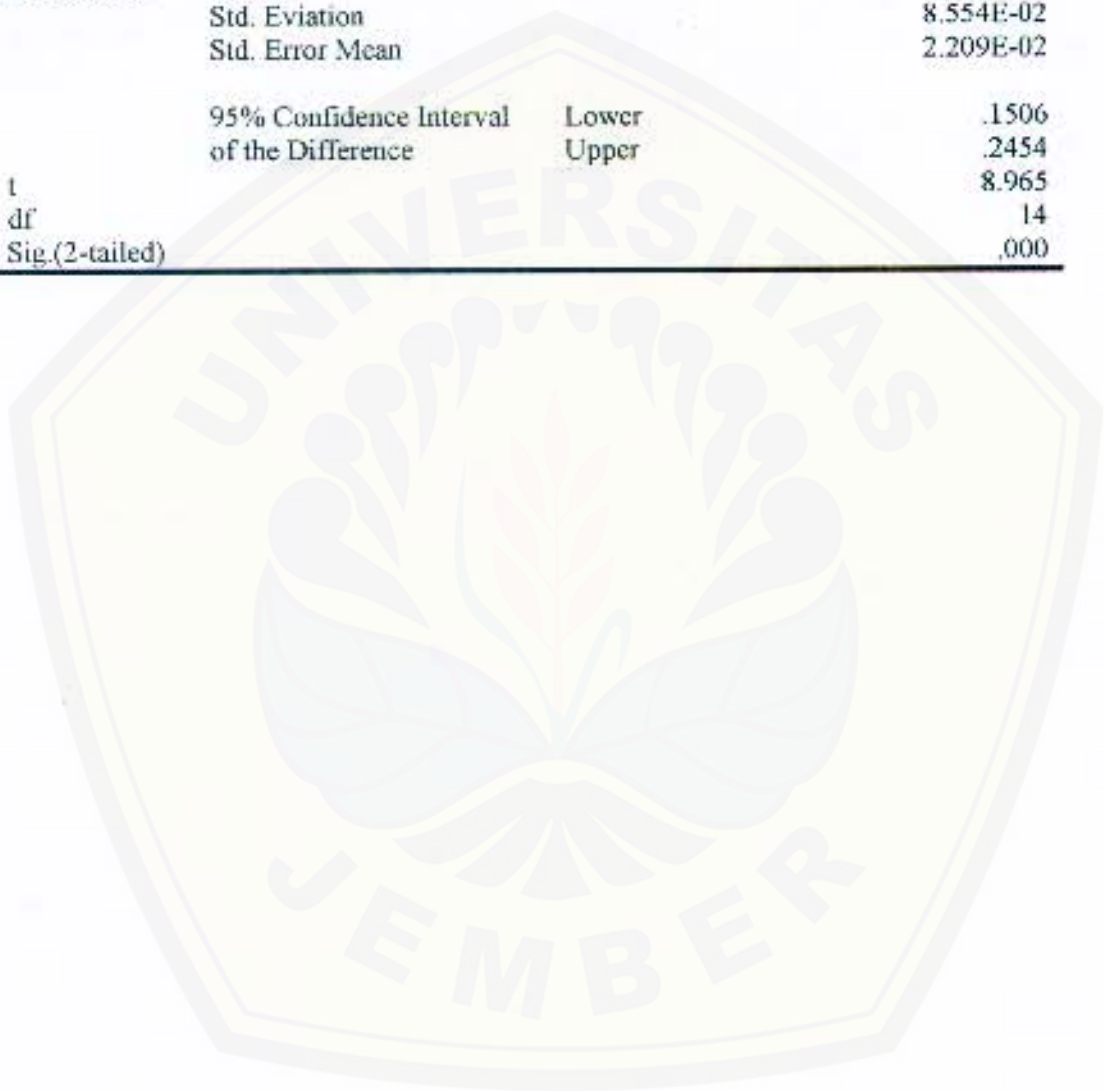 Std. Eviation 8.554E-02
Std. Error Mean 2.209E-02
95% Confidence Interval Lower .1506
of the Difference Upper .2454
t 8.965
df 14
Sig.(2-tailed) .000
UNIVERSITAS
JEMBER